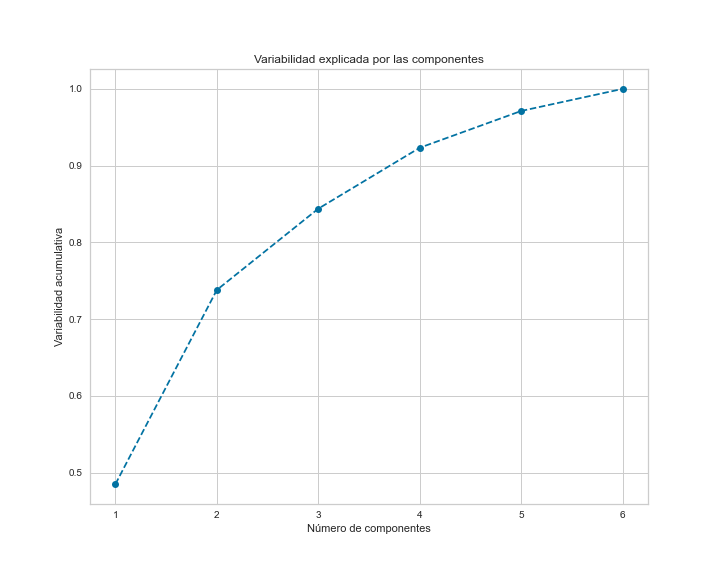 Variabilidad explicada por las componentes
1.0
0.9
0.8
0.7
0.6
0.5
Variabilidad acumulativa
1 2 3 4 5 6
Número de componentes